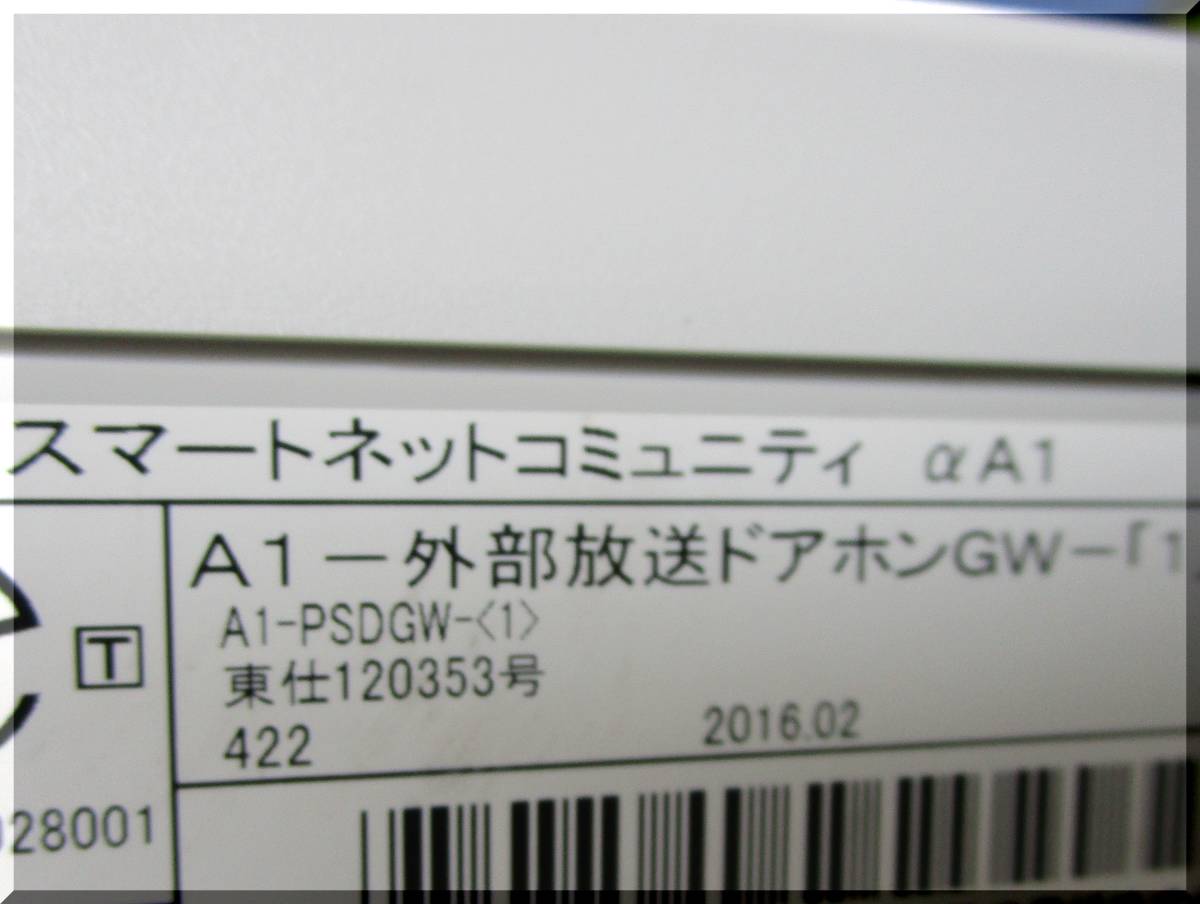 スマートネットコミュニティ αA1
A1-外部放送ドアホンGW-「1
A1-PSDGW-<1>
T
東仕120353号
422 2016.02
28001